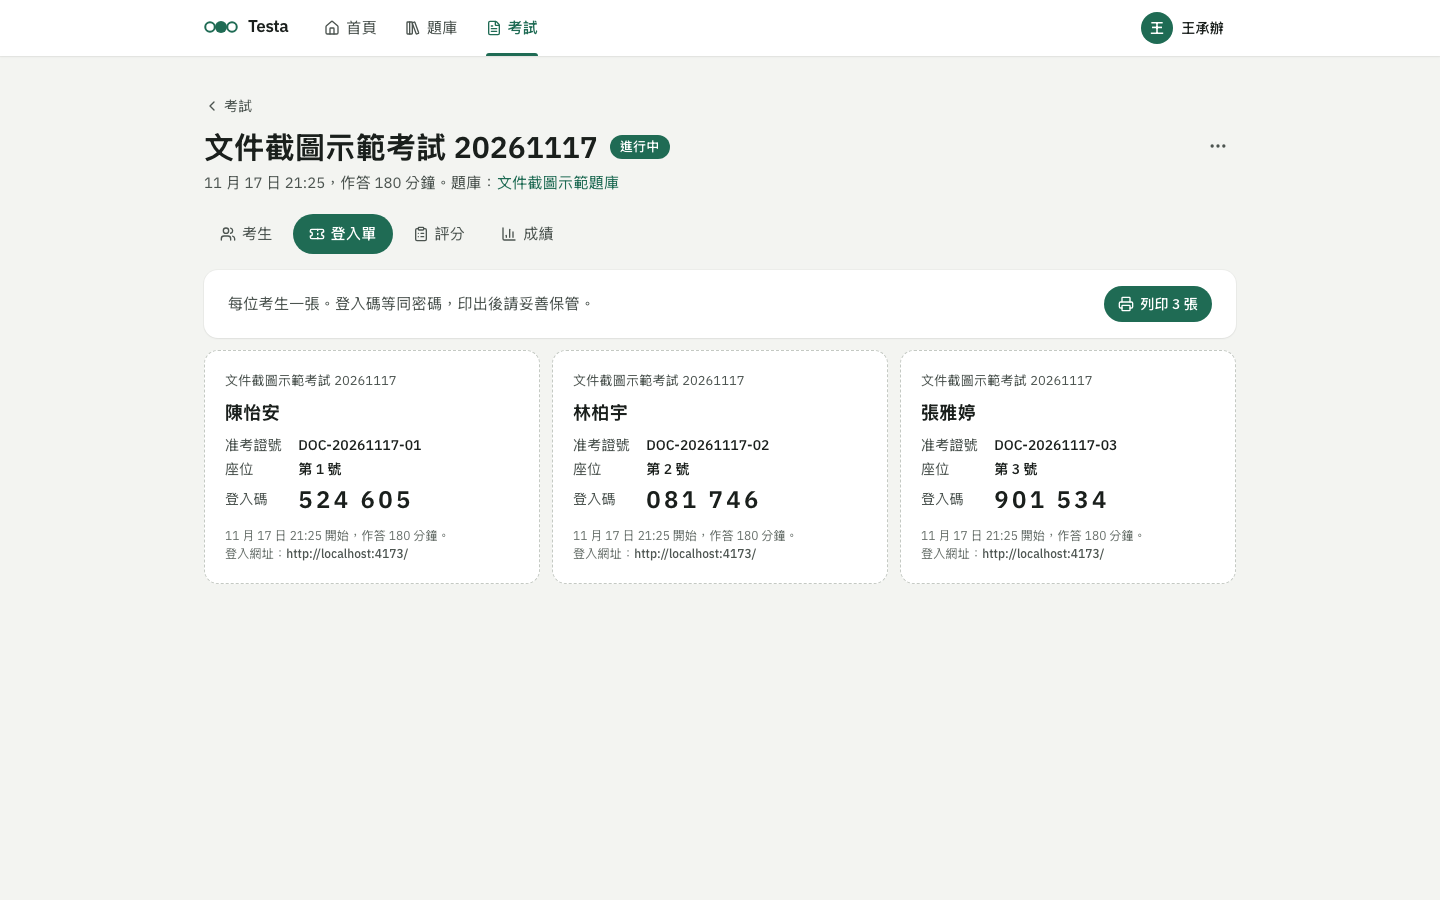 Testa
首頁
題庫
考試
王
王承辦
考試
文件截圖示範考試 20261117
進行中
11 月 17 日 21:25，作答 180 分鐘。題庫：文件截圖示範題庫
考生
登入單
評分
成績
每位考生一張。登入碼等同密碼，印出後請妥善保管。
列印 3 張
文件截圖示範考試 20261117
陳怡安
准考證號 DOC-20261117-01
座位 第 1 號
登入碼 524 605
11 月 17 日 21:25 開始，作答 180 分鐘。
登入網址：http://localhost:4173/
文件截圖示範考試 20261117
林柏宇
准考證號 DOC-20261117-02
座位 第 2 號
登入碼 081 746
11 月 17 日 21:25 開始，作答 180 分鐘。
登入網址：http://localhost:4173/
文件截圖示範考試 20261117
張雅婷
准考證號 DOC-20261117-03
座位 第 3 號
登入碼 901 534
11 月 17 日 21:25 開始，作答 180 分鐘。
登入網址：http://localhost:4173/